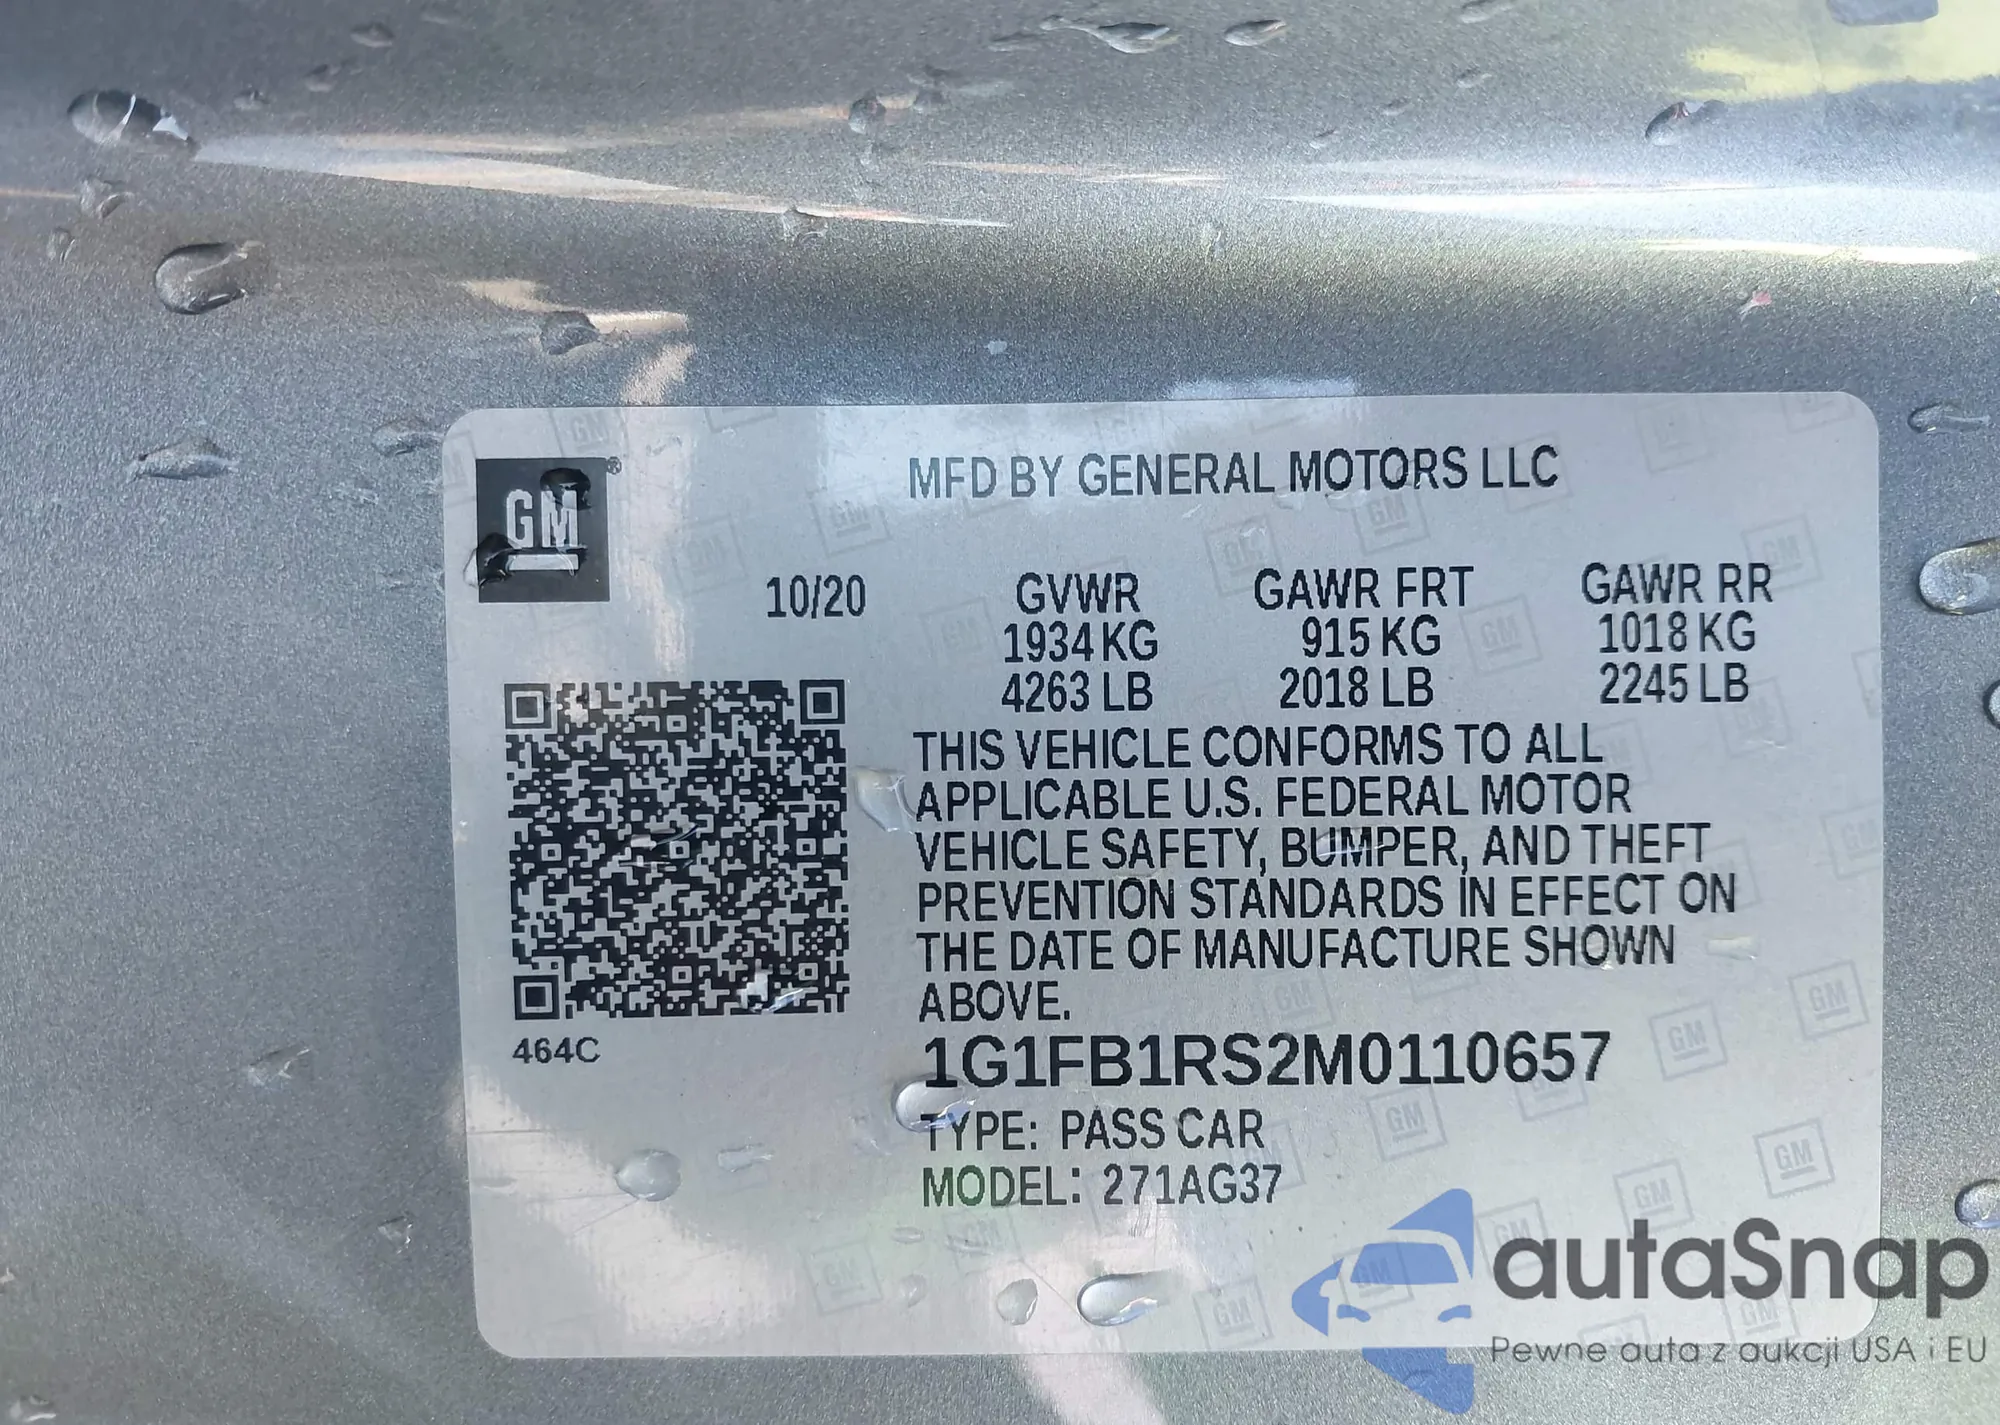 GM®
MFD BY GENERAL MOTORS LLC
10/20 GVWR GAWR FRT GAWR RR
1934 KG 915 KG 1018 KG
4263 LB 2018 LB 2245 LB
THIS VEHICLE CONFORMS TO ALL
APPLICABLE U.S. FEDERAL MOTOR
VEHICLE SAFETY, BUMPER, AND THEFT
PREVENTION STANDARDS IN EFFECT ON
THE DATE OF MANUFACTURE SHOWN
ABOVE.
464C
1G1FB1RS2M0110657
TYPE: PASS CAR
MODEL: 271AG37
autaSnap
Pewne auta z aukcji USA i EU